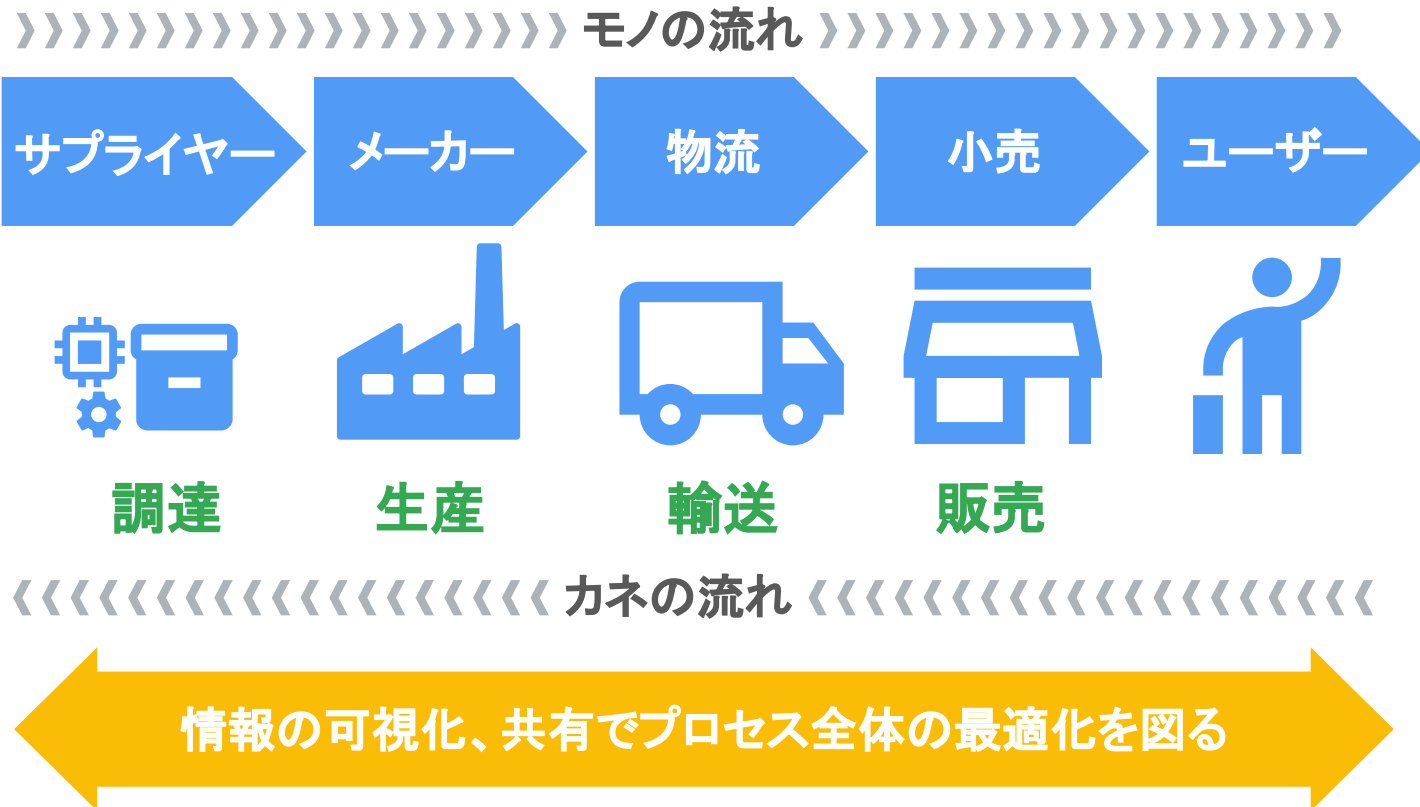 モノの流れ
サプライヤー
メーカー
物流
小売
ユーザー
調達
生産
輸送
販売
カネの流れ
情報の可視化、共有でプロセス全体の最適化を図る